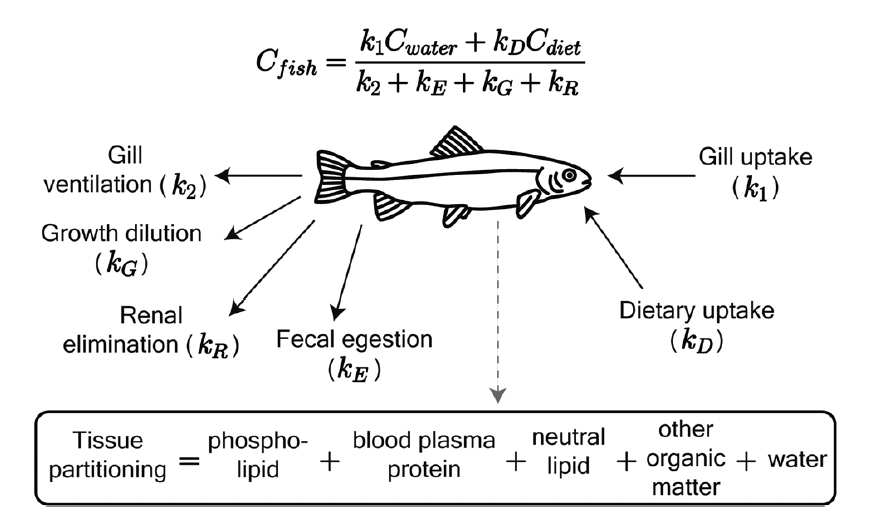 C_fish = (k_1 C_water + k_D C_diet) / (k_2 + k_E + k_G + k_R)
Gill
ventilation (k_2)
Gill uptake
(k_1)
Growth dilution
(k_G)
Renal
elimination (k_R)
Fecal egestion
(k_E)
Dietary uptake
(k_D)
Tissue
partitioning
=
phospho-
lipid
+
blood plasma
protein
+
neutral
lipid
+
other
organic
matter
+
water